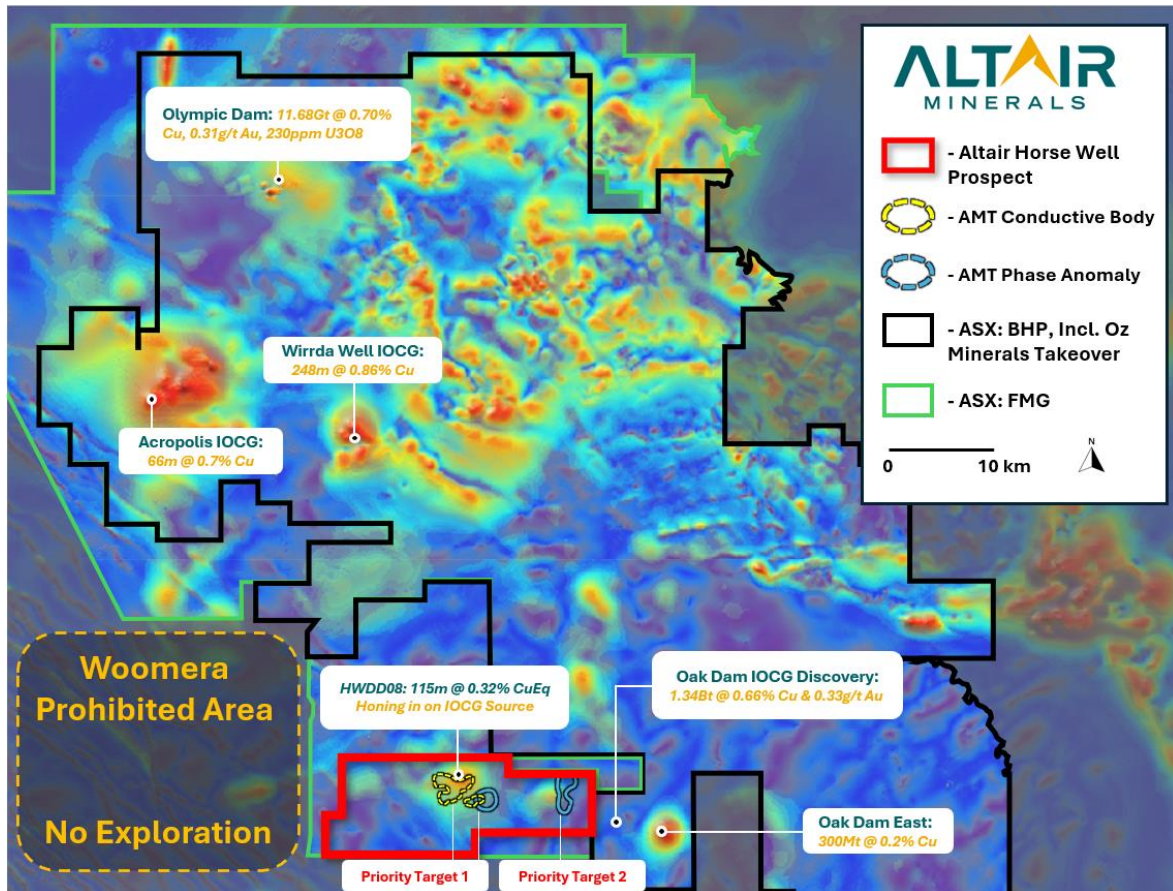 Olympic Dam: 11.68Gt @ 0.70%
Cu, 0.31g/t Au, 230ppm U3O8
Wirrda Well IOCG:
248m @ 0.86% Cu
Acropolis IOCG:
66m @ 0.7% Cu
Woomera
Prohibited Area
No Exploration
HWDD08: 115m @ 0.32% CuEq
Honing in on IOCG Source
Oak Dam IOCG Discovery:
1.34Bt @ 0.66% Cu & 0.33g/t Au
Oak Dam East:
300Mt @ 0.2% Cu
Priority Target 1
Priority Target 2
ALTAIR
MINERALS
- Altair Horse Well
Prospect
- AMT Conductive Body
- AMT Phase Anomaly
- ASX: BHP, Incl. Oz
Minerals Takeover
- ASX: FMG
0 10 km
N